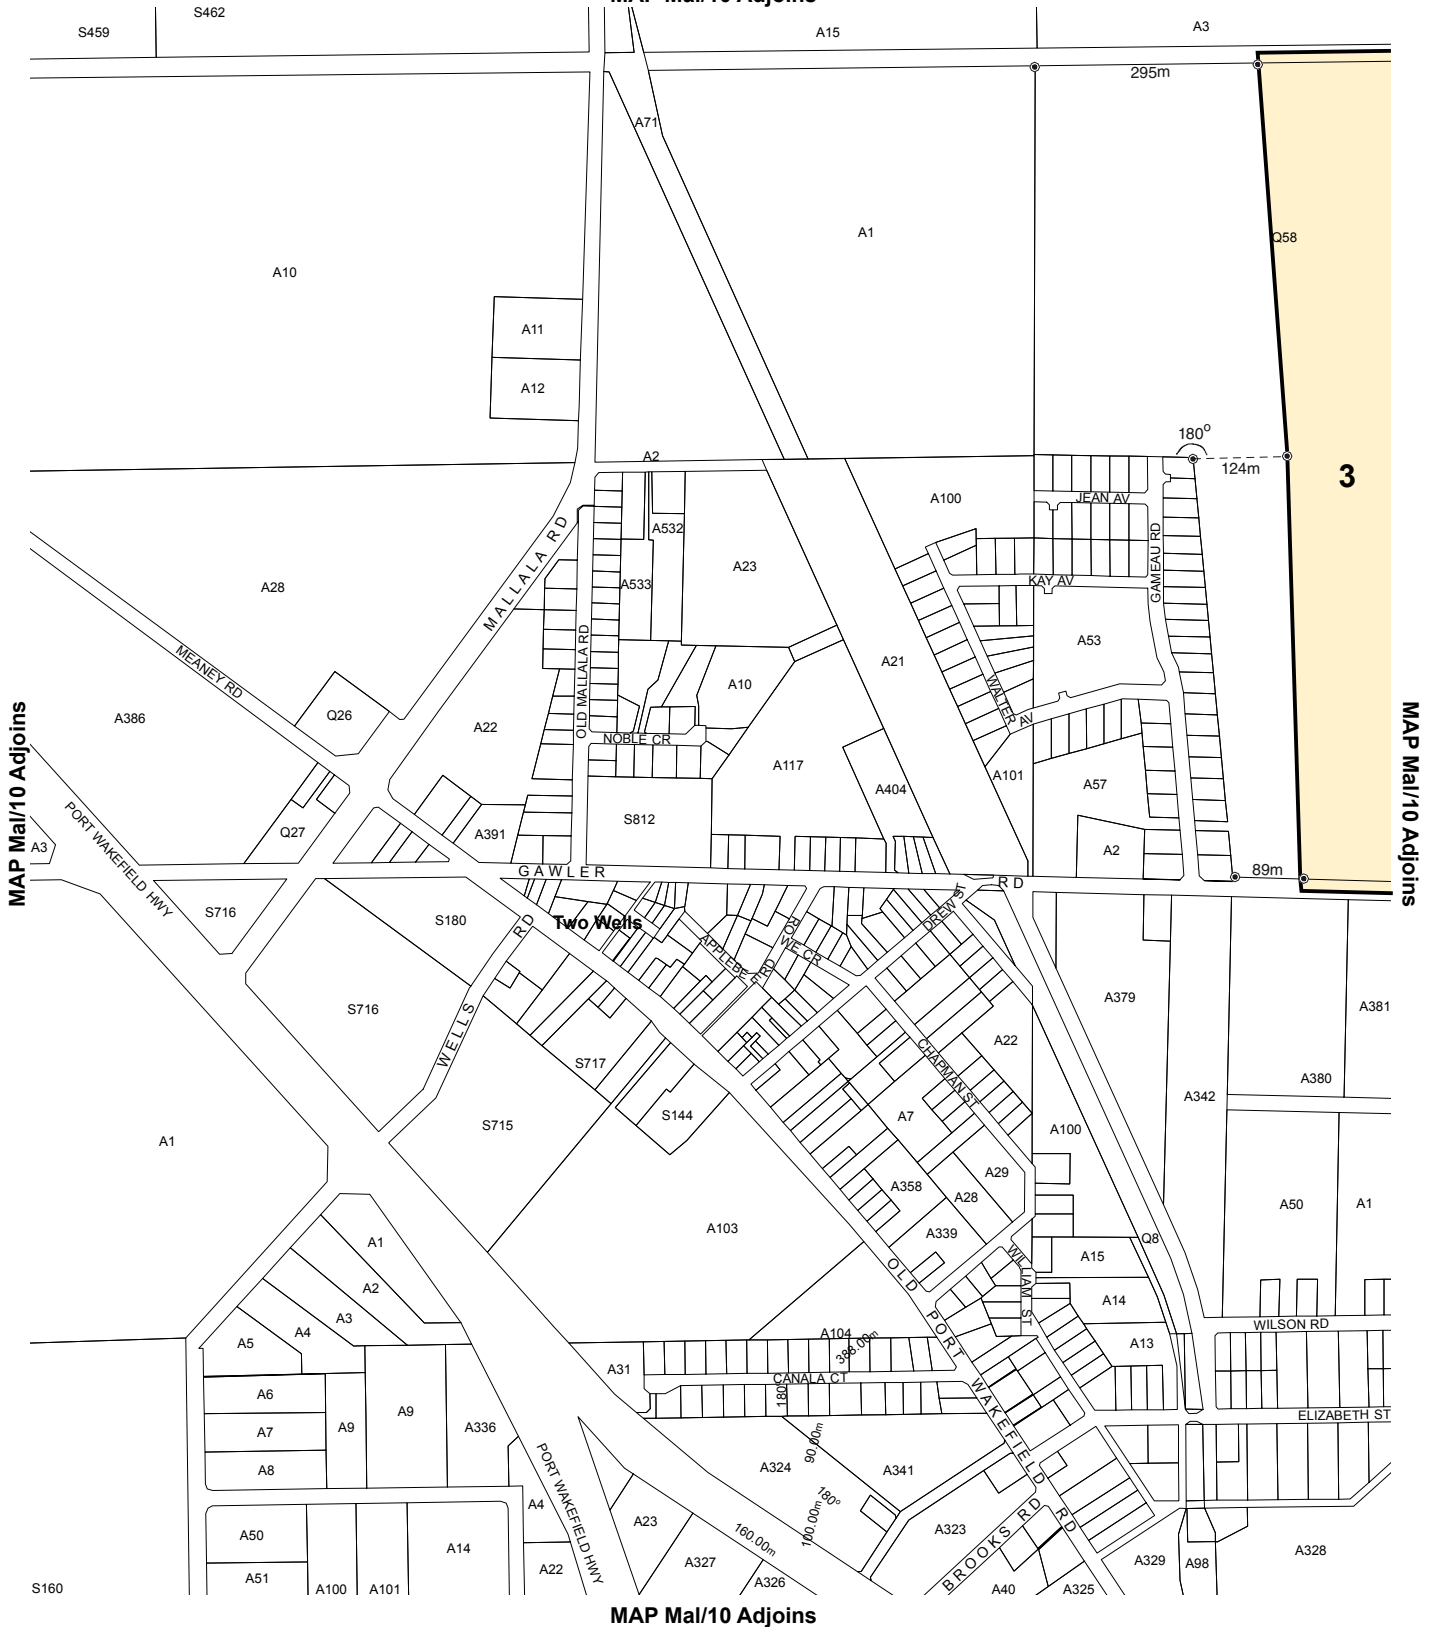 MAP Mal/10 Adjoins
S459
S462
A15
A3
295m
A71
A1
Q58
A10
A11
A12
A2
180°
124m
3
A100
JEAN AV
A532
MALLALA RD
GAMEAU RD
A23
A28
A533
KAY AV
A53
OLD MALLALA RD
A21
MEANEY RD
A10
WALTER AV
Q26
A386
A22
NOBLE CR
MAP Mal/10 Adjoins
MAP Mal/10 Adjoins
A117
A101
A57
A404
PORT WAKEFIELD HWY
S812
Q27
A391
A3
A2
GAWLER RD
89m
S716
S180
Two Wells
RD
DREW ST
ROWE CR
APPLEBEE RD
A379
A381
S716
WELLS
A22
CHAPMAN ST
S717
A380
A342
S144
A7
S715
A100
A1
A29
A358
A28
A50
A1
A103
A339
Q8
A1
WILLIAM ST
A15
OLD PORT WAKEFIELD RD
A2
A14
A3
A4
WILSON RD
A5
A104
388.00m
A13
A31
CANALA CT
180°
A6
A9
A9
ELIZABETH ST
A7
A336
90.00m
A8
A324
A341
PORT WAKEFIELD HWY
180°
A4
100.00m
A23
A323
BROOKS RD
160.00m
A50
A14
A328
A329
A98
A327
A22
A51
A326
A100
A101
A40
A325
S160
MAP Mal/10 Adjoins